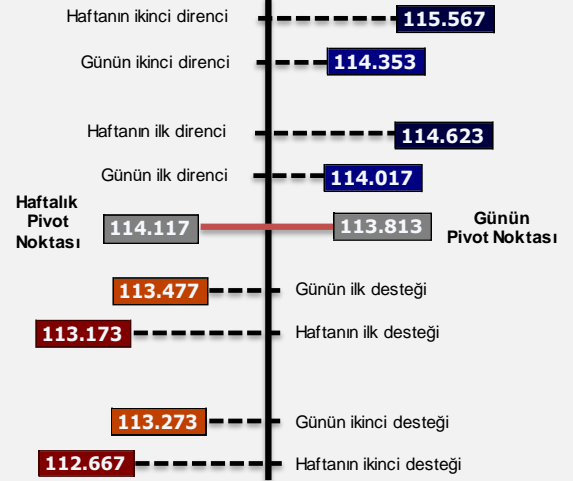 Haftanın ikinci direnci
115.567
Günün ikinci direnci
114.353
Haftanın ilk direnci
114.623
Günün ilk direnci
114.017
Haftalık
Pivot
Noktası
114.117
113.813
Günün
Pivot Noktası
113.477
Günün ilk desteği
113.173
Haftanın ilk desteği
113.273
Günün ikinci desteği
112.667
Haftanın ikinci desteği